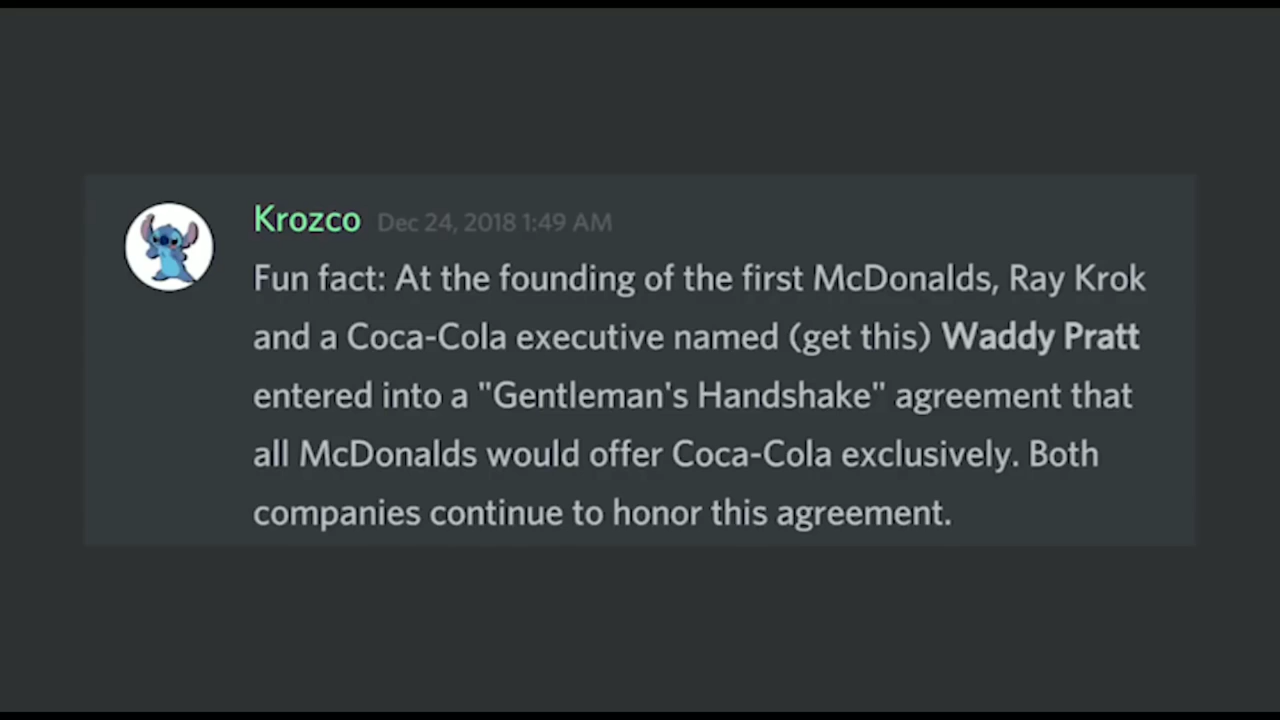 Krozco Dec 24, 2018 1:49 AM
Fun fact: At the founding of the first McDonalds, Ray Krok
and a Coca-Cola executive named (get this) Waddy Pratt
entered into a "Gentleman's Handshake" agreement that
all McDonalds would offer Coca-Cola exclusively. Both
companies continue to honor this agreement.